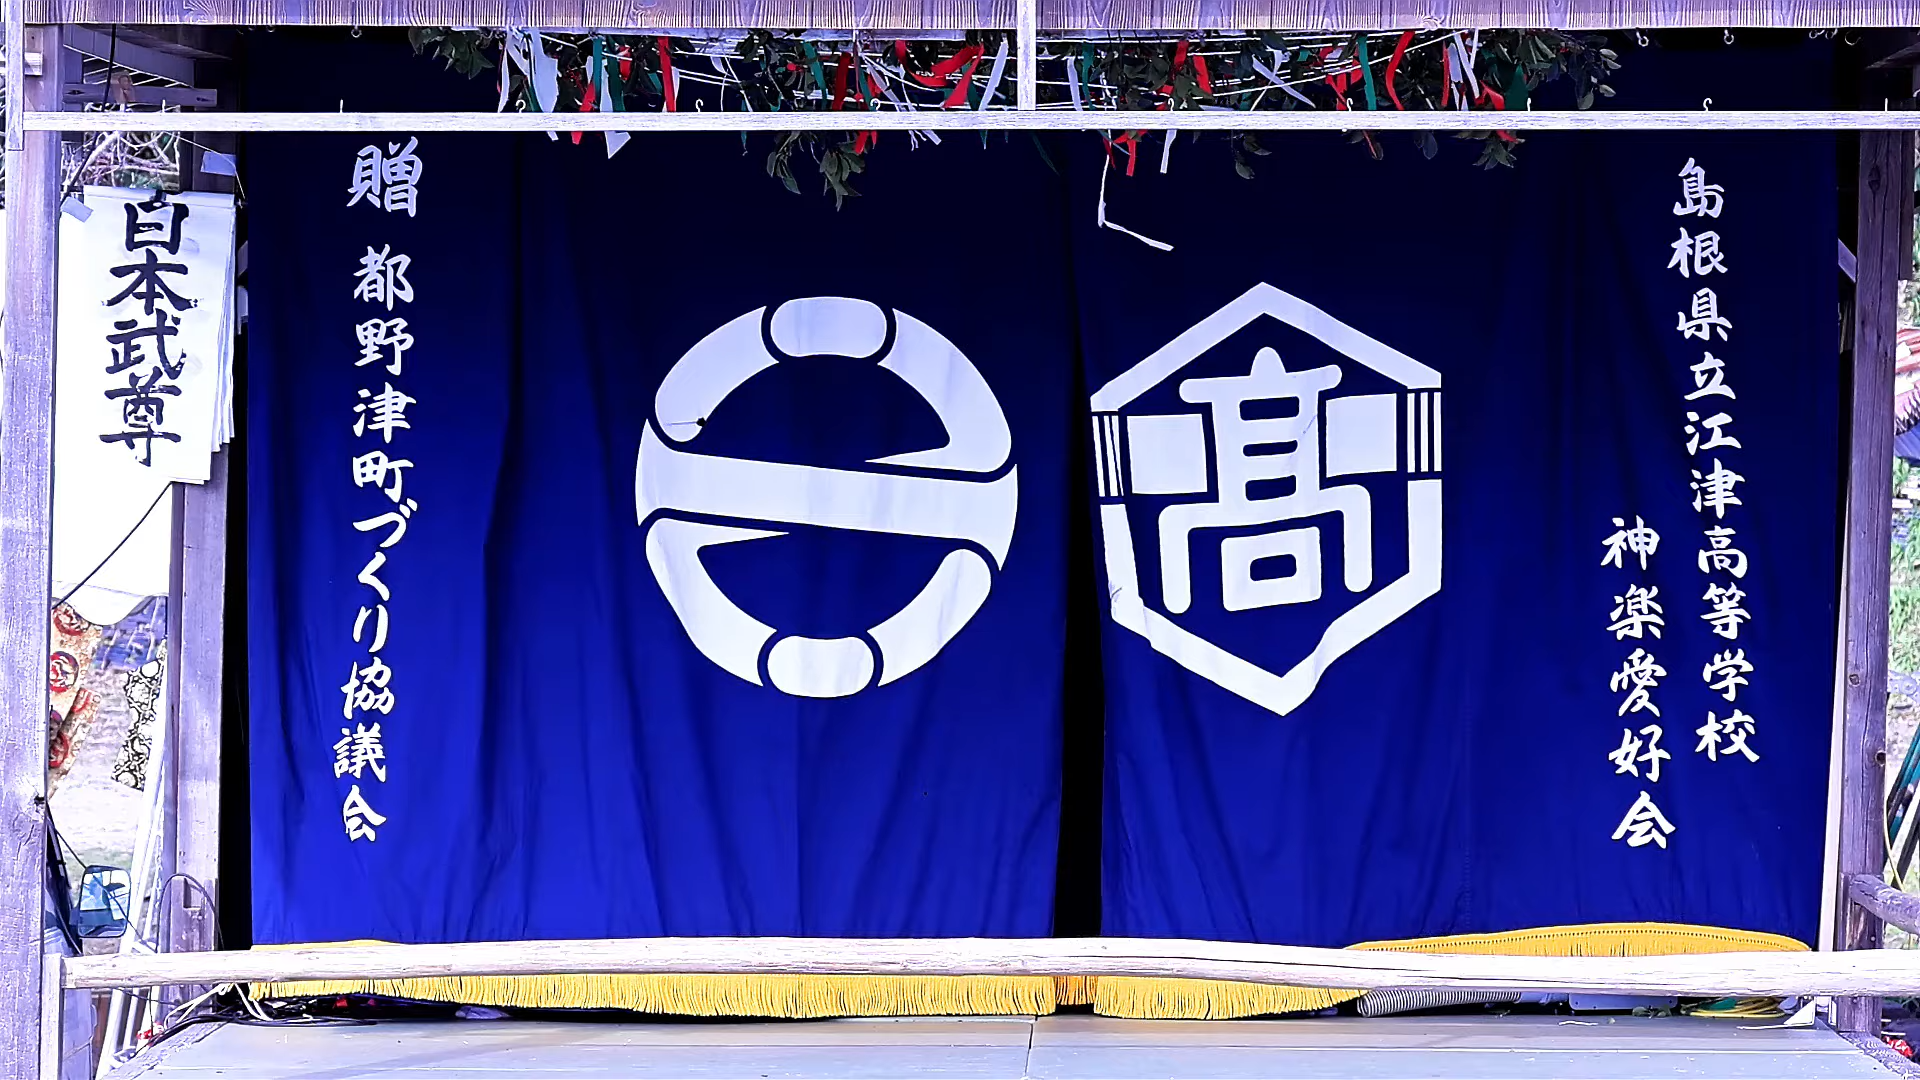 島根県立江津高等学校
神楽愛好会
髙
贈 都野津町づくり協議会
日本武尊